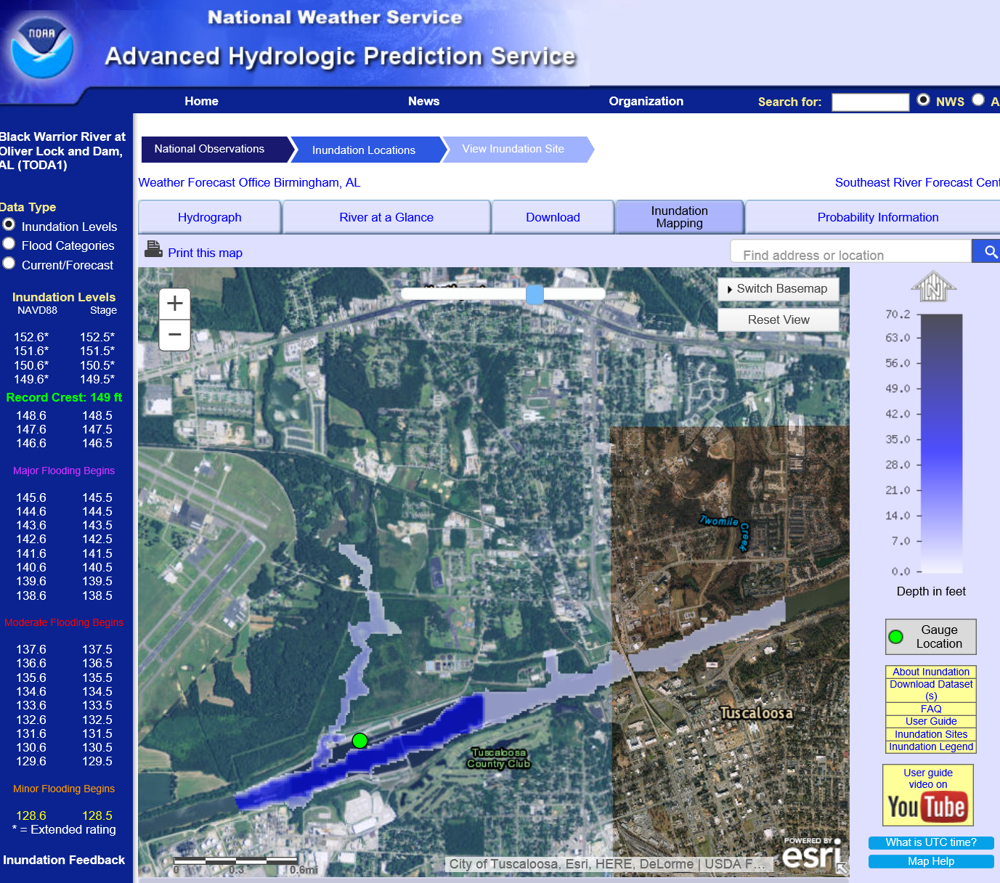 National Weather Service
NOAA
Advanced Hydrologic Prediction Service
Home News Organization Search for: NWS A
Black Warrior River at
Oliver Lock and Dam,
AL (TODA1)
National Observations Inundation Locations View Inundation Site
Weather Forecast Office Birmingham, AL Southeast River Forecast Cent
Hydrograph River at a Glance Download Inundation Mapping Probability Information
Print this map Find address or location
Data Type
Inundation Levels
Flood Categories
Current/Forecast
Inundation Levels
NAVD88 Stage
152.6* 152.5*
151.6* 151.5*
150.6* 150.5*
149.6* 149.5*
Record Crest: 149 ft
148.6 148.5
147.6 147.5
146.6 146.5
Major Flooding Begins
145.6 145.5
144.6 144.5
143.6 143.5
142.6 142.5
141.6 141.5
140.6 140.5
139.6 139.5
138.6 138.5
Moderate Flooding Begins
137.6 137.5
136.6 136.5
135.6 135.5
134.6 134.5
133.6 133.5
132.6 132.5
131.6 131.5
130.6 130.5
129.6 129.5
Minor Flooding Begins
128.6 128.5
* = Extended rating
Inundation Feedback
+
−
Switch Basemap
Reset View
Twomile Creek
Tuscaloosa
Tuscaloosa
Country Club
0 0.3 0.6mi
City of Tuscaloosa, Esri, HERE, DeLorme | USDA F...
POWERED BY
esri
N
70.2
63.0
56.0
49.0
42.0
35.0
28.0
21.0
14.0
7.0
0.0
Depth in feet
Gauge
Location
About Inundation
Download Dataset
(s)
FAQ
User Guide
Inundation Sites
Inundation Legend
User guide
video on
YouTube
What is UTC time?
Map Help